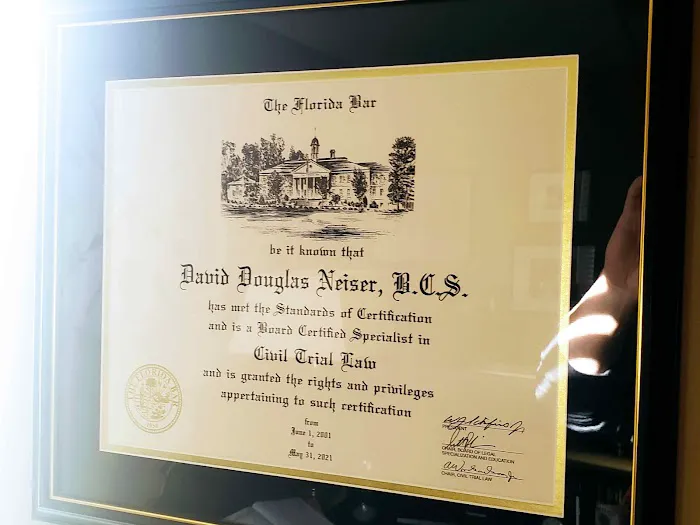 The Florida Bar
be it known that
David Douglas Neiser, B.C.S.
has met the Standards of Certification
and is a Board Certified Specialist in
Civil Trial Law
and is granted the rights and privileges
appertaining to such certification
from
June 1, 2001
to
May 31, 2021
PRESIDENT
CHAIR, BOARD OF LEGAL
SPECIALIZATION AND EDUCATION
CHAIR, CIVIL TRIAL LAW